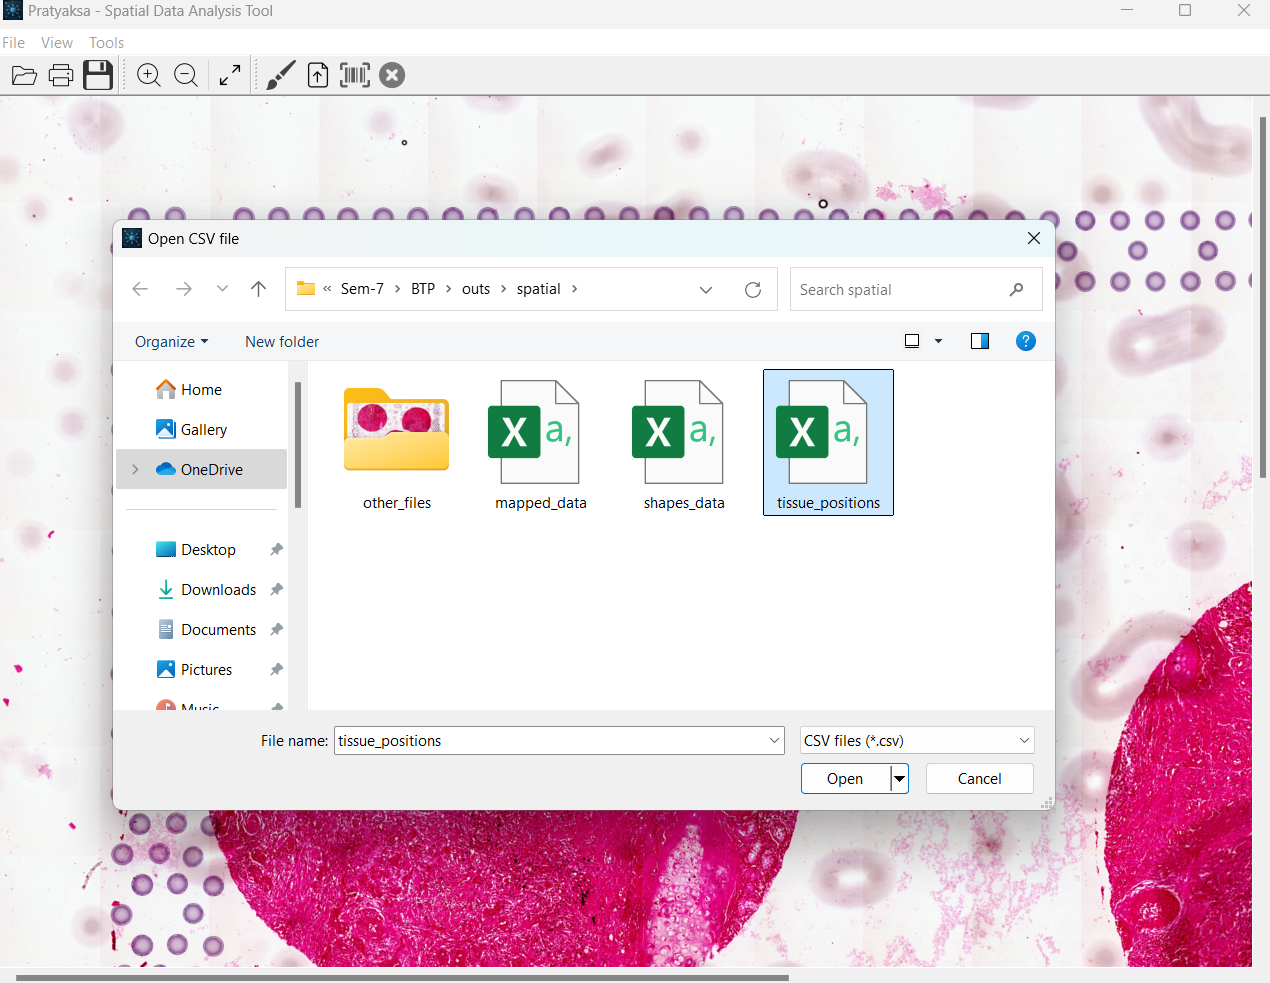 Pratyaksa - Spatial Data Analysis Tool
File View Tools
Open CSV file
« Sem-7 > BTP > outs > spatial >
Search spatial
Organize
New folder
Home
Gallery
OneDrive
Desktop
Downloads
Documents
Pictures
Music
other_files
mapped_data
shapes_data
tissue_positions
File name: tissue_positions
CSV files (*.csv)
Open
Cancel